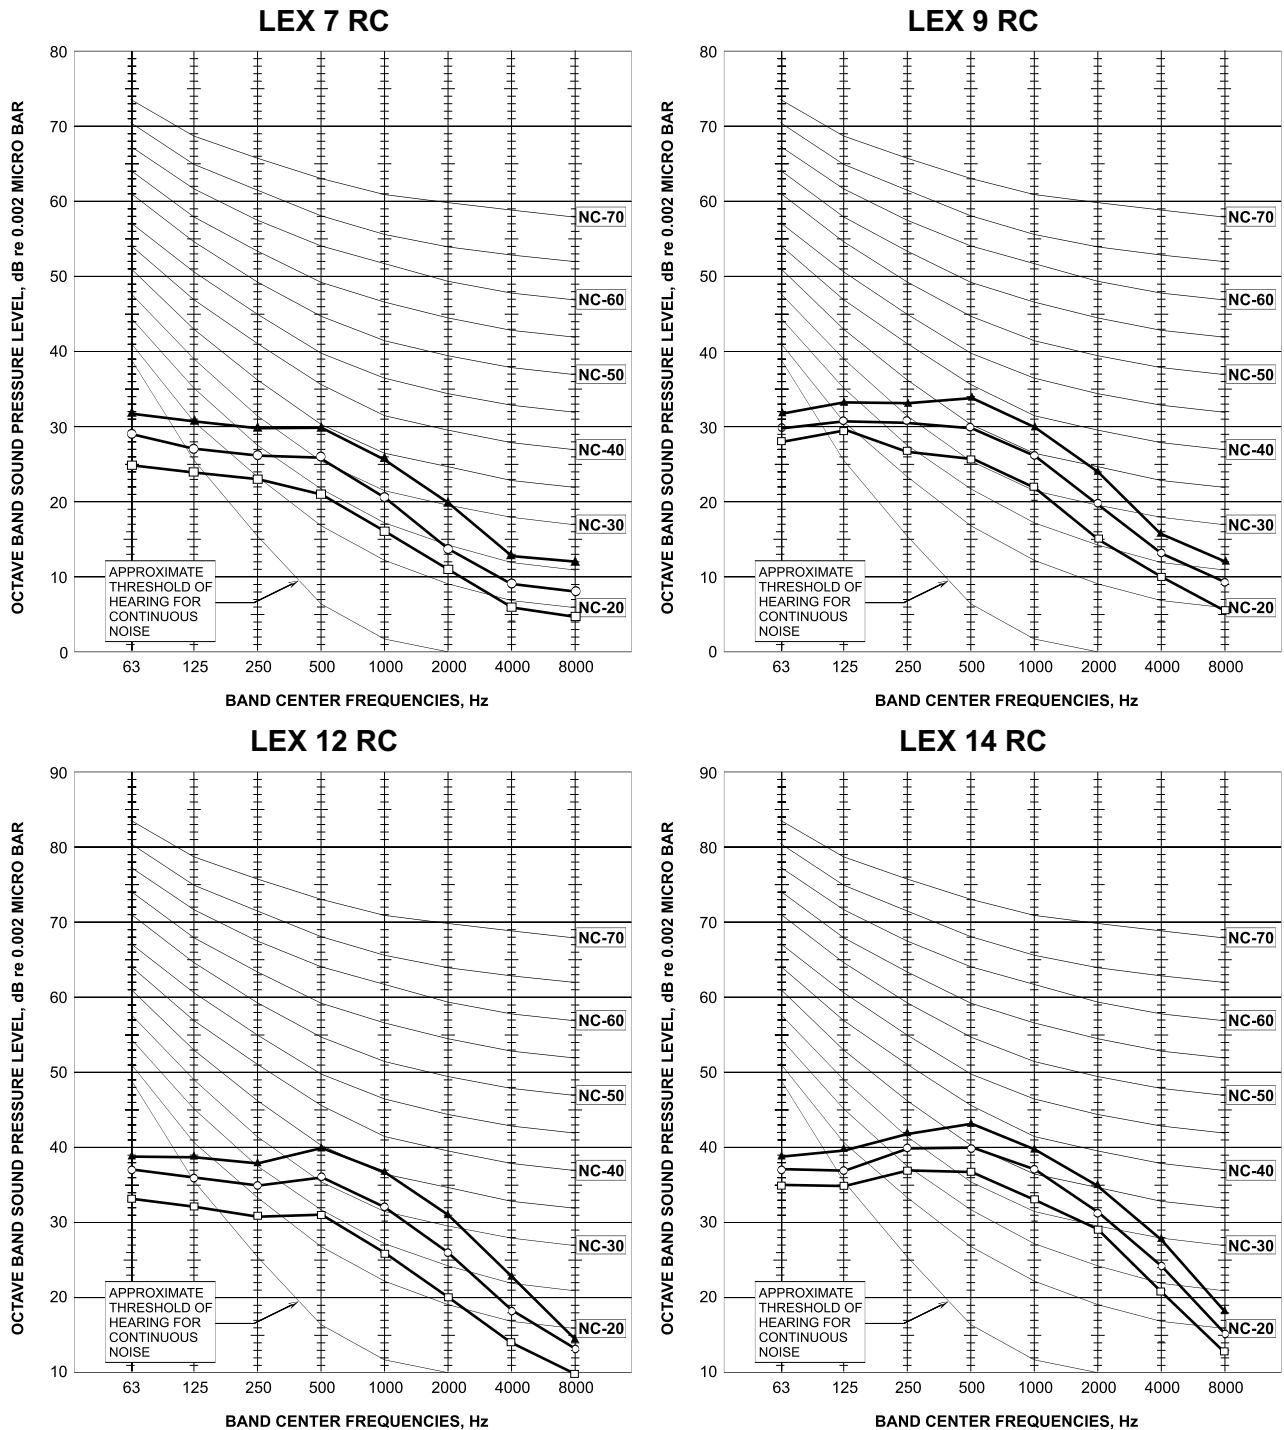 LEX 7 RC
OCTAVE BAND SOUND PRESSURE LEVEL, dB re 0.002 MICRO BAR
80
70
60
50
40
30
20
10
0
NC-70
NC-60
NC-50
NC-40
NC-30
NC-20
APPROXIMATE
THRESHOLD OF
HEARING FOR
CONTINUOUS
NOISE
63 125 250 500 1000 2000 4000 8000
BAND CENTER FREQUENCIES, Hz
LEX 9 RC
OCTAVE BAND SOUND PRESSURE LEVEL, dB re 0.002 MICRO BAR
80
70
60
50
40
30
20
10
0
NC-70
NC-60
NC-50
NC-40
NC-30
NC-20
APPROXIMATE
THRESHOLD OF
HEARING FOR
CONTINUOUS
NOISE
63 125 250 500 1000 2000 4000 8000
BAND CENTER FREQUENCIES, Hz
LEX 12 RC
OCTAVE BAND SOUND PRESSURE LEVEL, dB re 0.002 MICRO BAR
90
80
70
60
50
40
30
20
10
NC-70
NC-60
NC-50
NC-40
NC-30
NC-20
APPROXIMATE
THRESHOLD OF
HEARING FOR
CONTINUOUS
NOISE
63 125 250 500 1000 2000 4000 8000
BAND CENTER FREQUENCIES, Hz
LEX 14 RC
OCTAVE BAND SOUND PRESSURE LEVEL, dB re 0.002 MICRO BAR
90
80
70
60
50
40
30
20
10
NC-70
NC-60
NC-50
NC-40
NC-30
NC-20
APPROXIMATE
THRESHOLD OF
HEARING FOR
CONTINUOUS
NOISE
63 125 250 500 1000 2000 4000 8000
BAND CENTER FREQUENCIES, Hz